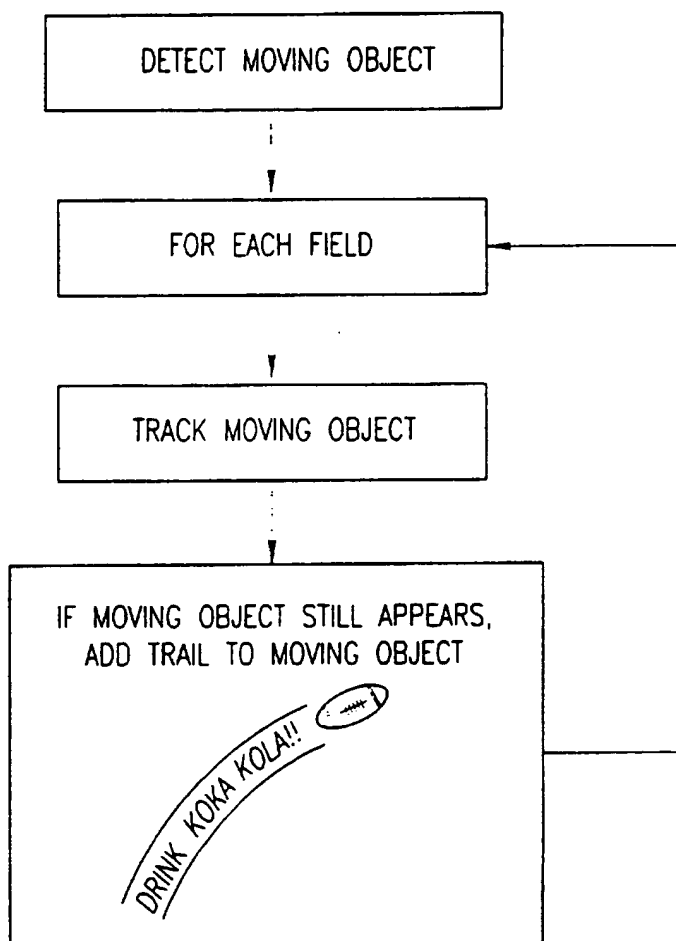 DETECT MOVING OBJECT
FOR EACH FIELD
TRACK MOVING OBJECT
IF MOVING OBJECT STILL APPEARS,
ADD TRAIL TO MOVING OBJECT
DRINK KOKA KOLA!!